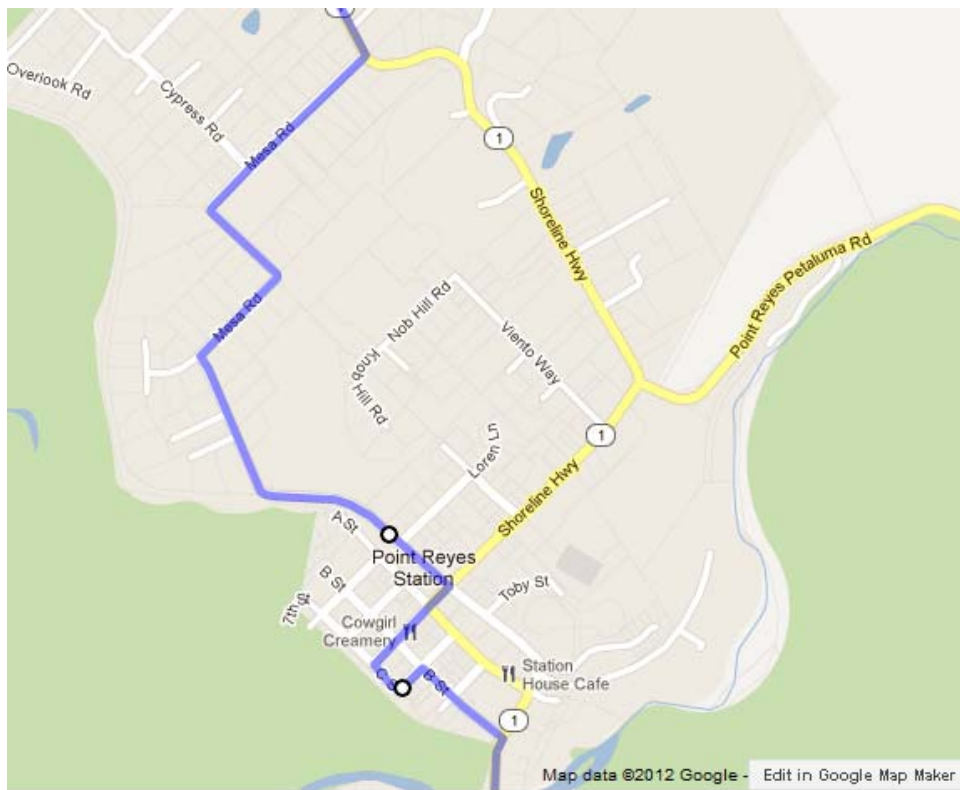 Overlook Rd
Cypress Rd
Mesa Rd
1
Shoreline Hwy
Point Reyes Petaluma Rd
Mesa Rd
Nob Hill Rd
Knob
Hill Rd
Viento Way
1
Loren Ln
Shoreline Hwy
A St
Point Reyes
Station
B St
Toby St
7th St
Cowgirl
Creamery
Station
House Cafe
B St
1
Map data ©2012 Google -
Edit in Google Map Maker